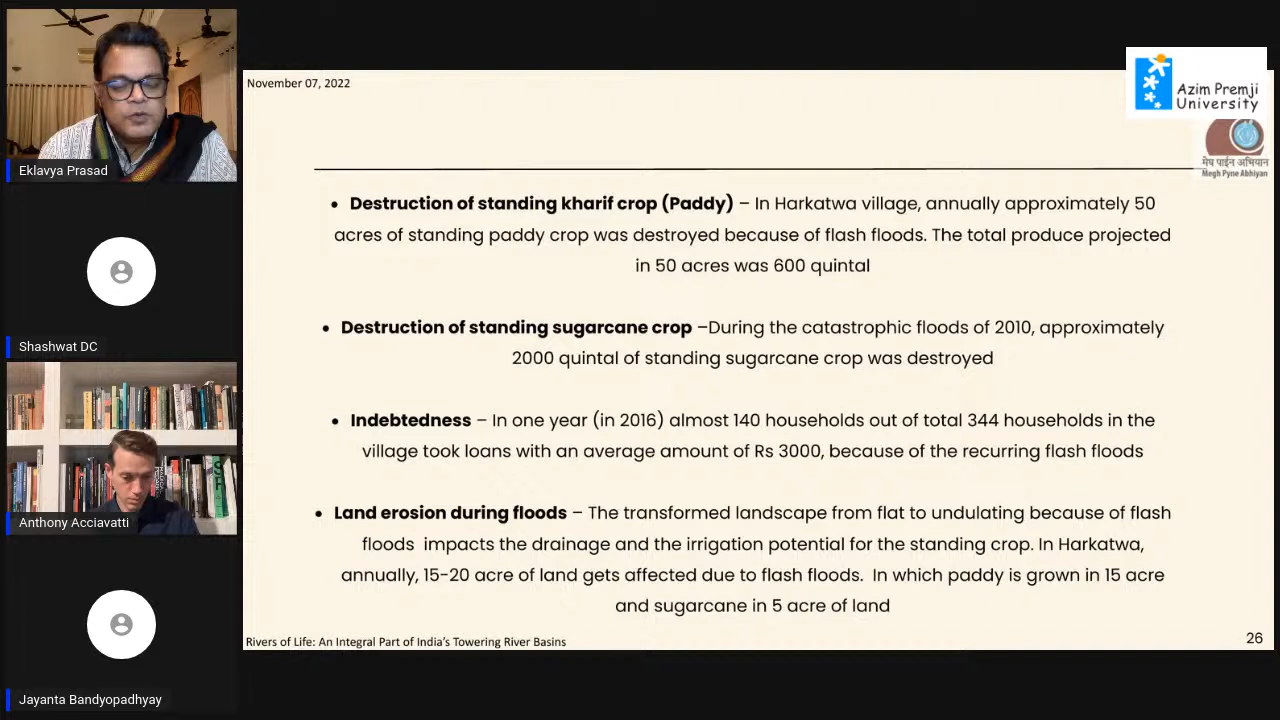 November 07, 2022
Azim Premji
University
मेघ पाईन अभियान
Megh Pyne Abhiyan
• Destruction of standing kharif crop (Paddy) – In Harkatwa village, annually approximately 50
acres of standing paddy crop was destroyed because of flash floods. The total produce projected
in 50 acres was 600 quintal
• Destruction of standing sugarcane crop –During the catastrophic floods of 2010, approximately
2000 quintal of standing sugarcane crop was destroyed
• Indebtedness – In one year (in 2016) almost 140 households out of total 344 households in the
village took loans with an average amount of Rs 3000, because of the recurring flash floods
• Land erosion during floods – The transformed landscape from flat to undulating because of flash
floods impacts the drainage and the irrigation potential for the standing crop. In Harkatwa,
annually, 15-20 acre of land gets affected due to flash floods. In which paddy is grown in 15 acre
and sugarcane in 5 acre of land
Rivers of Life: An Integral Part of India's Towering River Basins
26
Eklavya Prasad
Shashwat DC
Anthony Acciavatti
Jayanta Bandyopadhyay